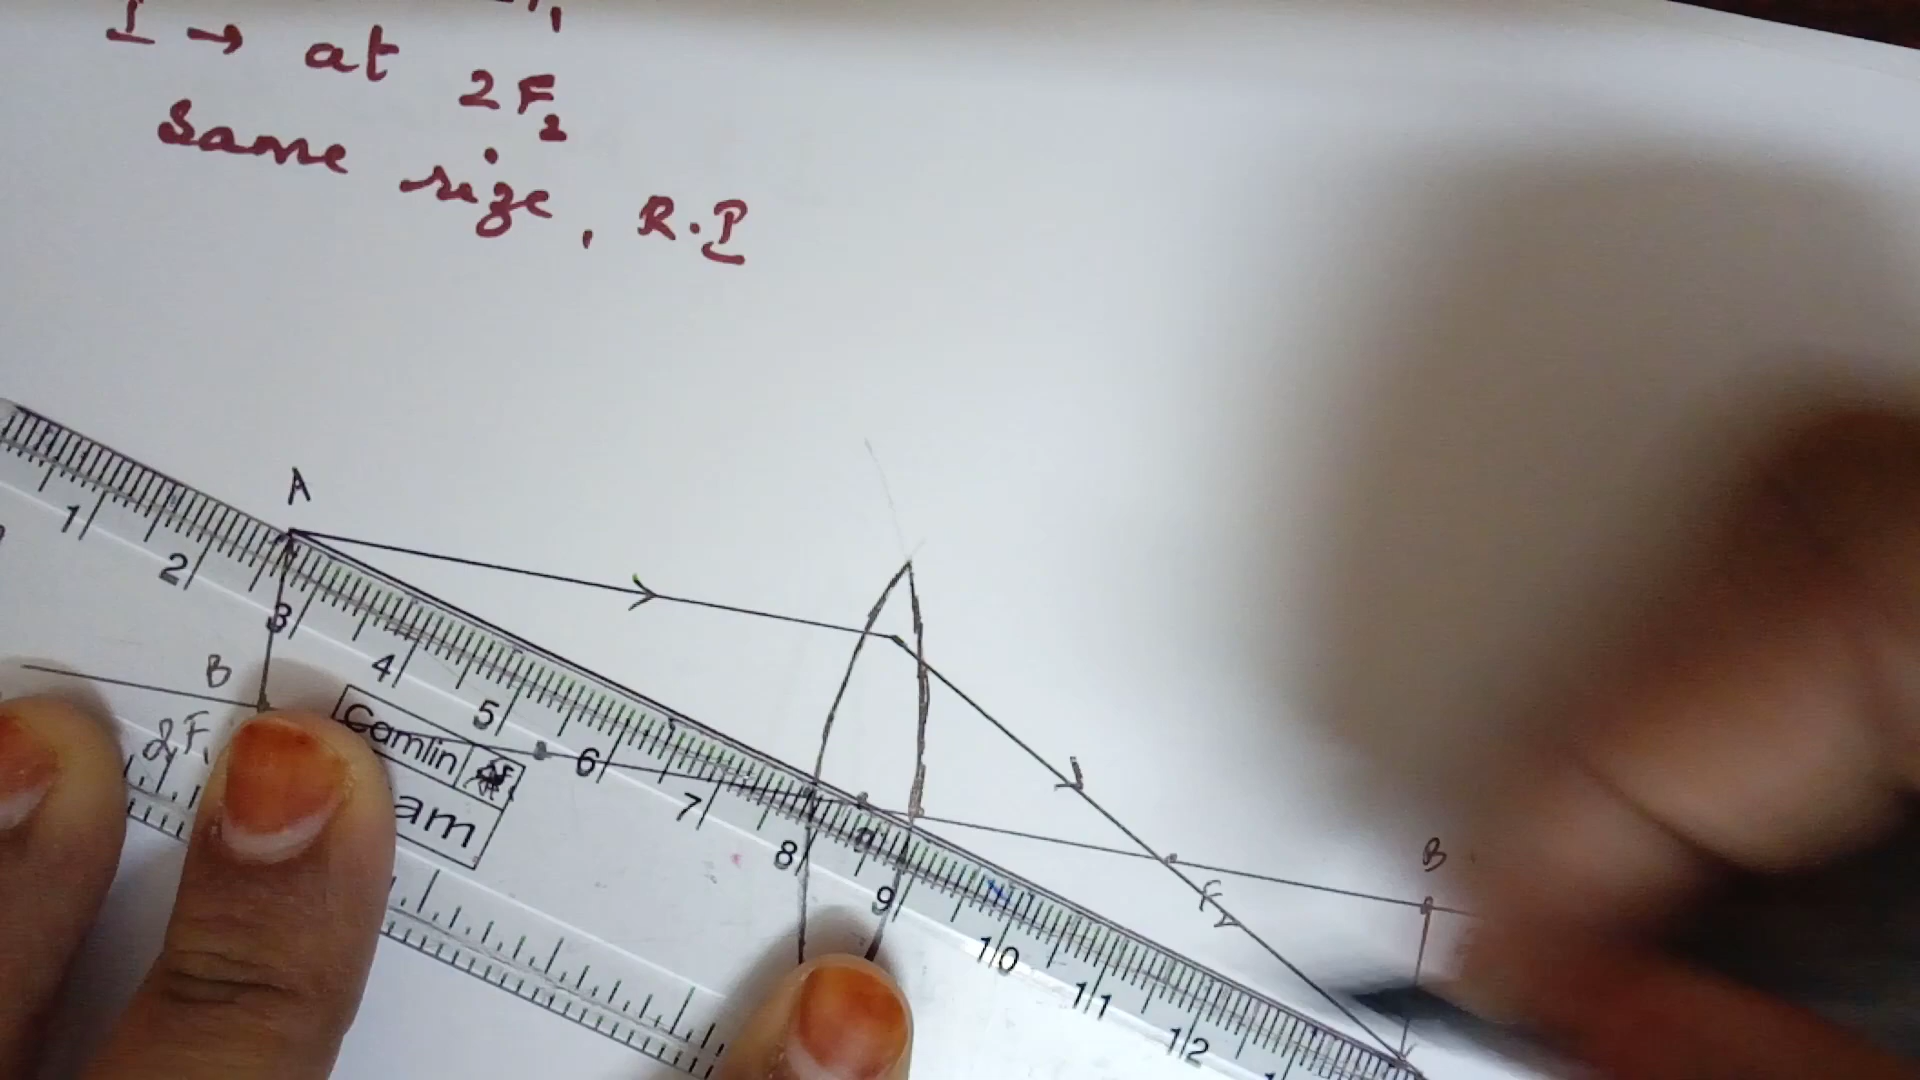 I → at 2F₂
Same size, R.I
A
B
2F₁
F₂
B
O
1 2 3 4 5 6 7 8 9 10 11 12
Camlin
am